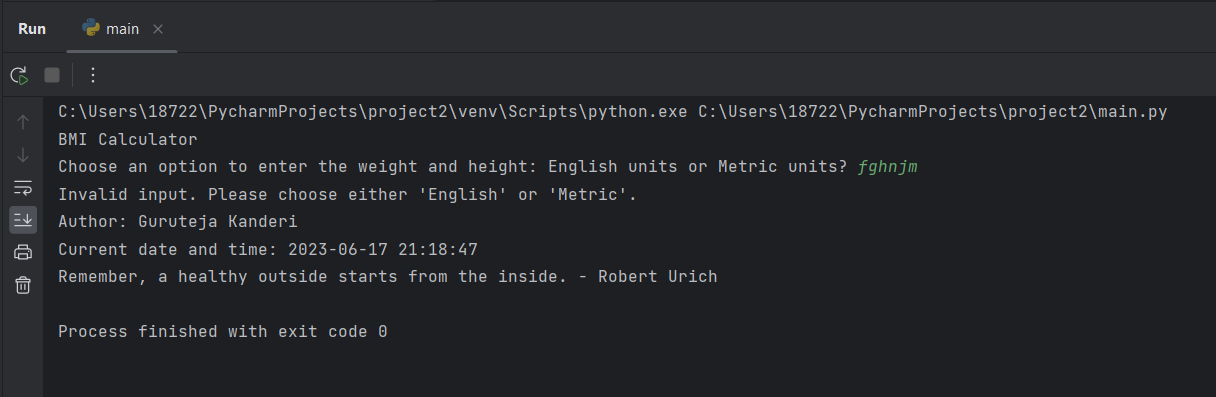 Run main
C:\Users\18722\PycharmProjects\project2\venv\Scripts\python.exe C:\Users\18722\PycharmProjects\project2\main.py
BMI Calculator
Choose an option to enter the weight and height: English units or Metric units? fghnjm
Invalid input. Please choose either 'English' or 'Metric'.
Author: Guruteja Kanderi
Current date and time: 2023-06-17 21:18:47
Remember, a healthy outside starts from the inside. - Robert Urich
Process finished with exit code 0